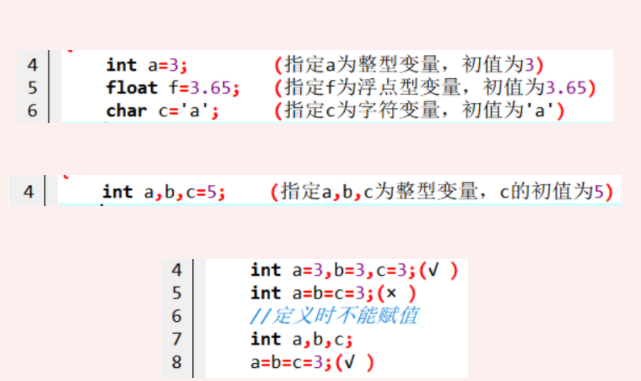 4 int a=3; (指定a为整型变量，初值为3)
5 float f=3.65; (指定f为浮点型变量，初值为3.65)
6 char c='a'; (指定c为字符变量，初值为'a')
4 int a,b,c=5; (指定a,b,c为整型变量，c的初值为5)
4 int a=3,b=3,c=3;(√ )
5 int a=b=c=3;(× )
6 //定义时不能赋值
7 int a,b,c;
8 a=b=c=3;(√ )